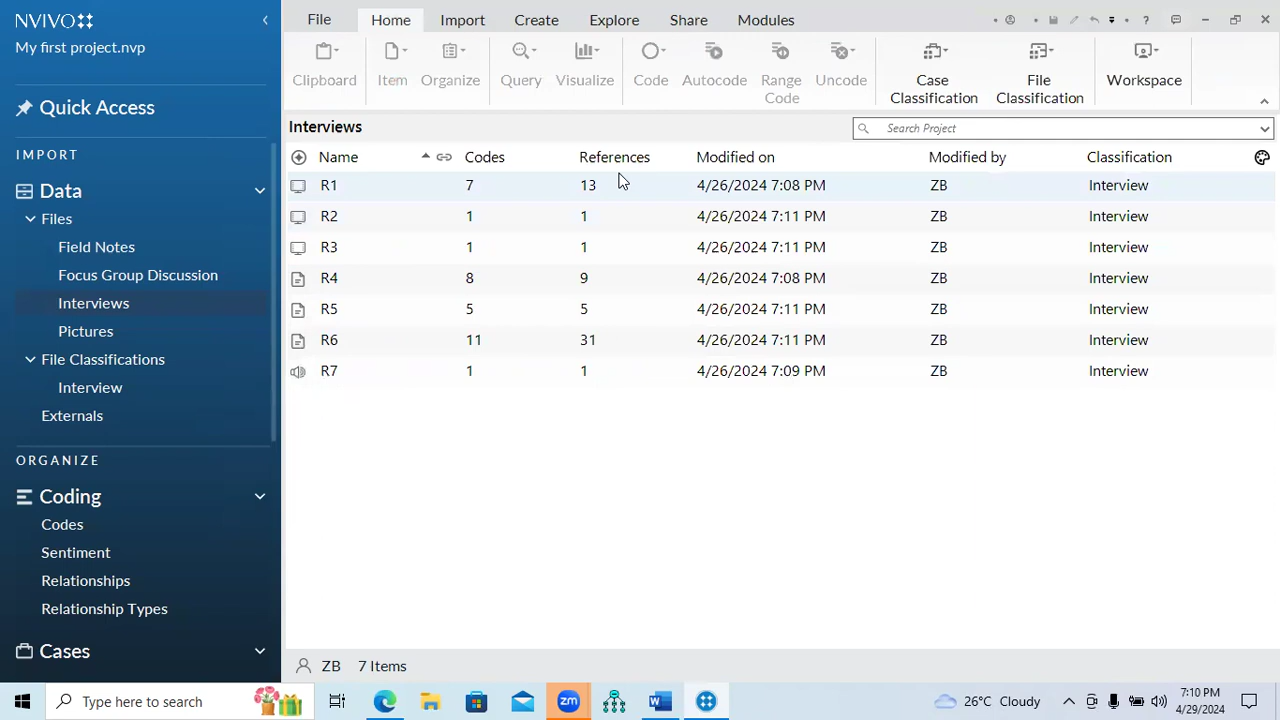 NVIVO
My first project.nvp
File Home Import Create Explore Share Modules
Clipboard Item Organize Query Visualize Code Autocode Range Code Uncode Case Classification File Classification Workspace
Quick Access
IMPORT
Data
Files
Field Notes
Focus Group Discussion
Interviews
Pictures
File Classifications
Interview
Externals
ORGANIZE
Coding
Codes
Sentiment
Relationships
Relationship Types
Cases
Interviews Search Project
Name Codes References Modified on Modified by Classification
R1 7 13 4/26/2024 7:08 PM ZB Interview
R2 1 1 4/26/2024 7:11 PM ZB Interview
R3 1 1 4/26/2024 7:11 PM ZB Interview
R4 8 9 4/26/2024 7:08 PM ZB Interview
R5 5 5 4/26/2024 7:11 PM ZB Interview
R6 11 31 4/26/2024 7:11 PM ZB Interview
R7 1 1 4/26/2024 7:09 PM ZB Interview
ZB 7 Items
Type here to search zm 26°C Cloudy 7:10 PM
4/29/2024